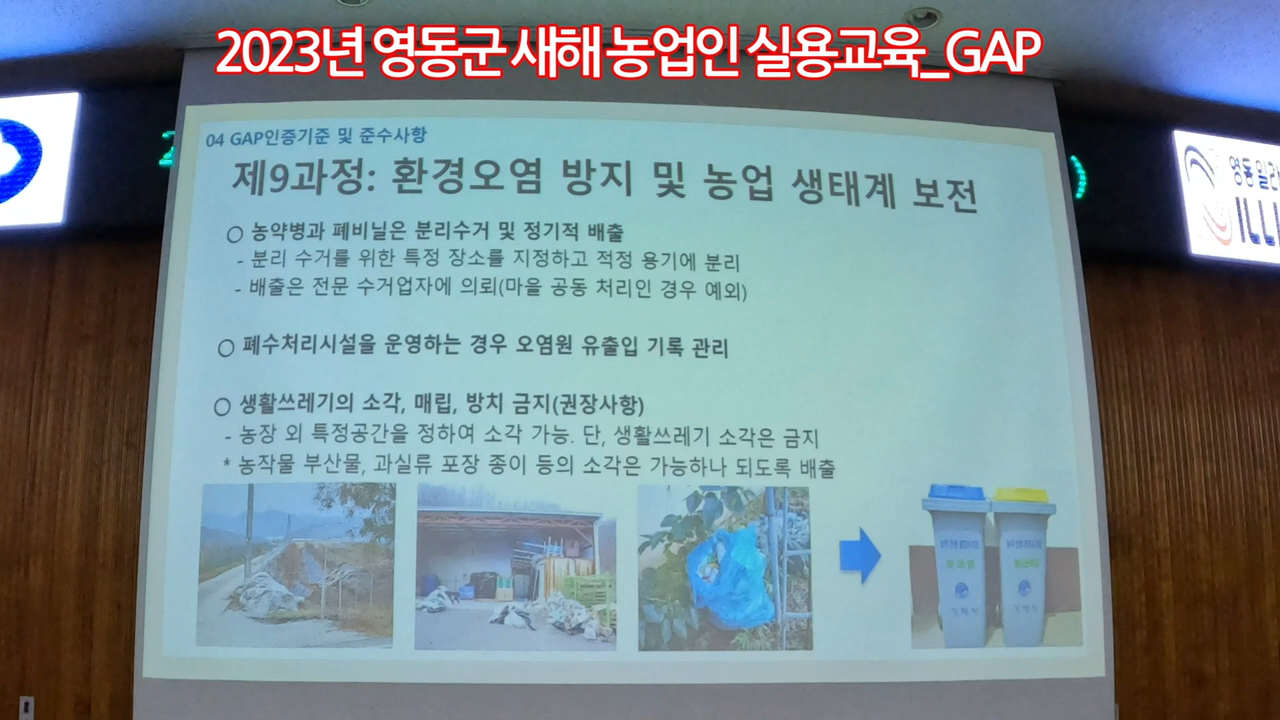 2023년 영동군 새해 농업인 실용교육_GAP
04 GAP인증기준 및 준수사항
제9과정: 환경오염 방지 및 농업 생태계 보전
○ 농약병과 폐비닐은 분리수거 및 정기적 배출
- 분리 수거를 위한 특정 장소를 지정하고 적정 용기에 분리
- 배출은 전문 수거업자에 의뢰(마을 공동 처리인 경우 예외)
○ 폐수처리시설을 운영하는 경우 오염원 유출입 기록 관리
○ 생활쓰레기의 소각, 매립, 방치 금지(권장사항)
- 농장 외 특정공간을 정하여 소각 가능. 단, 생활쓰레기 소각은 금지
* 농작물 부산물, 과실류 포장 종이 등의 소각은 가능하나 되도록 배출
영동